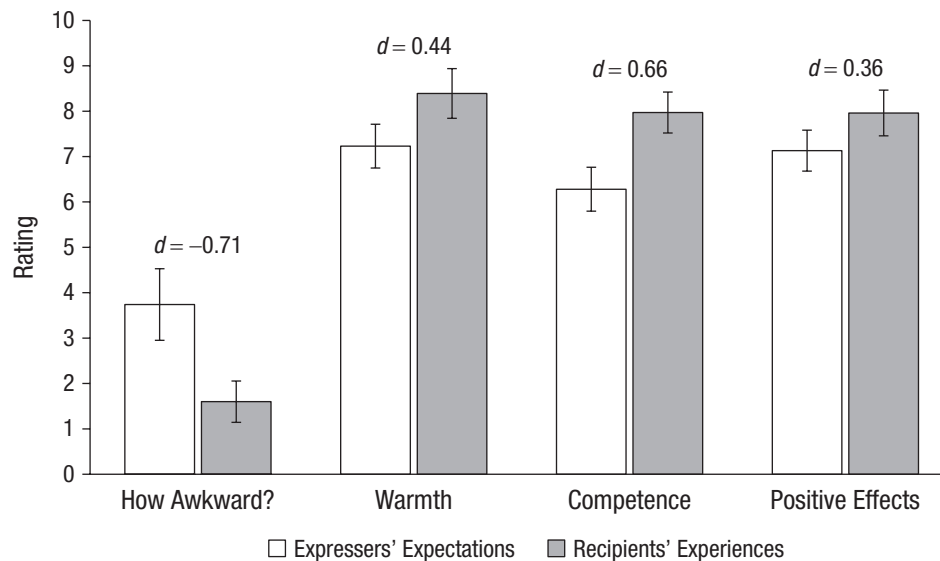 10
9
8
7
6
5
4
3
2
1
0
Rating
d = –0.71
d = 0.44
d = 0.66
d = 0.36
How Awkward?
Warmth
Competence
Positive Effects
Expressers’ Expectations
Recipients’ Experiences